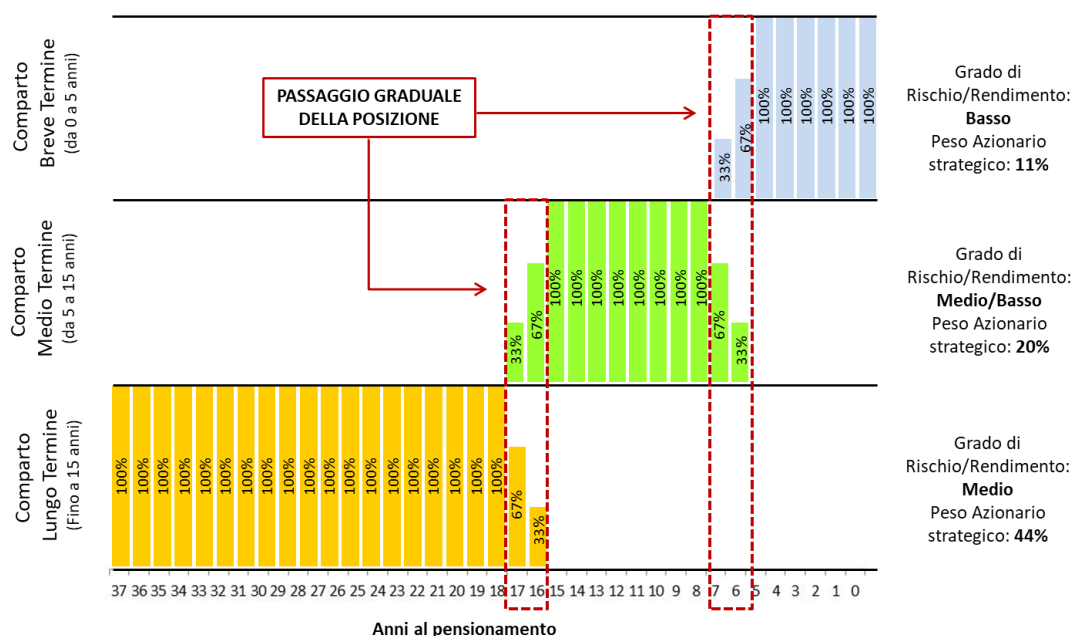 Comparto
Breve Termine
(da 0 a 5 anni)
PASSAGGIO GRADUALE
DELLA POSIZIONE
33% 67% 100% 100% 100% 100% 100% 100%
Grado di
Rischio/Rendimento:
Basso
Peso Azionario
strategico: 11%
Comparto
Medio Termine
(da 5 a 15 anni)
33% 67% 100% 100% 100% 100% 100% 100% 100% 100% 67% 33%
Grado di
Rischio/Rendimento:
Medio/Basso
Peso Azionario
strategico: 20%
Comparto
Lungo Termine
(Fino a 15 anni)
100% 100% 100% 100% 100% 100% 100% 100% 100% 100% 100% 100% 100% 100% 100% 100% 100% 100% 100% 67% 33%
Grado di
Rischio/Rendimento:
Medio
Peso Azionario
strategico: 44%
37 36 35 34 33 32 31 30 29 28 27 26 25 24 23 22 21 20 19 18 17 16 15 14 13 12 11 10 9 8 7 6 5 4 3 2 1 0
Anni al pensionamento